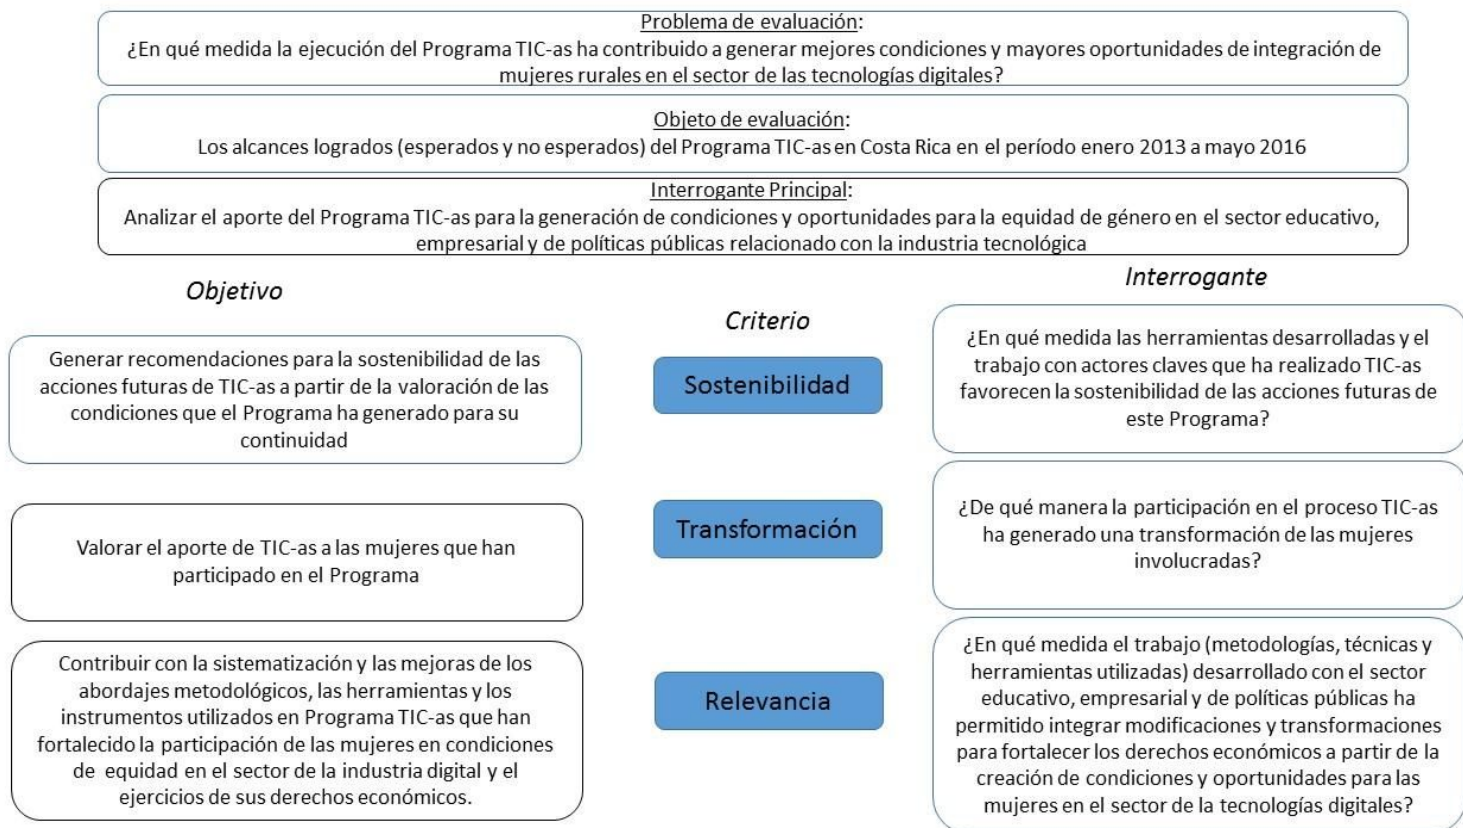 Problema de evaluación:
¿En qué medida la ejecución del Programa TIC-as ha contribuido a generar mejores condiciones y mayores oportunidades de integración de
mujeres rurales en el sector de las tecnologías digitales?
Objeto de evaluación:
Los alcances logrados (esperados y no esperados) del Programa TIC-as en Costa Rica en el período enero 2013 a mayo 2016
Interrogante Principal:
Analizar el aporte del Programa TIC-as para la generación de condiciones y oportunidades para la equidad de género en el sector educativo,
empresarial y de políticas públicas relacionado con la industria tecnológica
Objetivo
Criterio
Interrogante
Generar recomendaciones para la sostenibilidad de las
acciones futuras de TIC-as a partir de la valoración de las
condiciones que el Programa ha generado para su
continuidad
Sostenibilidad
¿En qué medida las herramientas desarrolladas y el
trabajo con actores claves que ha realizado TIC-as
favorecen la sostenibilidad de las acciones futuras de
este Programa?
Valorar el aporte de TIC-as a las mujeres que han
participado en el Programa
Transformación
¿De qué manera la participación en el proceso TIC-as
ha generado una transformación de las mujeres
involucradas?
Contribuir con la sistematización y las mejoras de los
abordajes metodológicos, las herramientas y los
instrumentos utilizados en Programa TIC-as que han
fortalecido la participación de las mujeres en condiciones
de equidad en el sector de la industria digital y el
ejercicios de sus derechos económicos.
Relevancia
¿En qué medida el trabajo (metodologías, técnicas y
herramientas utilizadas) desarrollado con el sector
educativo, empresarial y de políticas públicas ha
permitido integrar modificaciones y transformaciones
para fortalecer los derechos económicos a partir de la
creación de condiciones y oportunidades para las
mujeres en el sector de la tecnologías digitales?